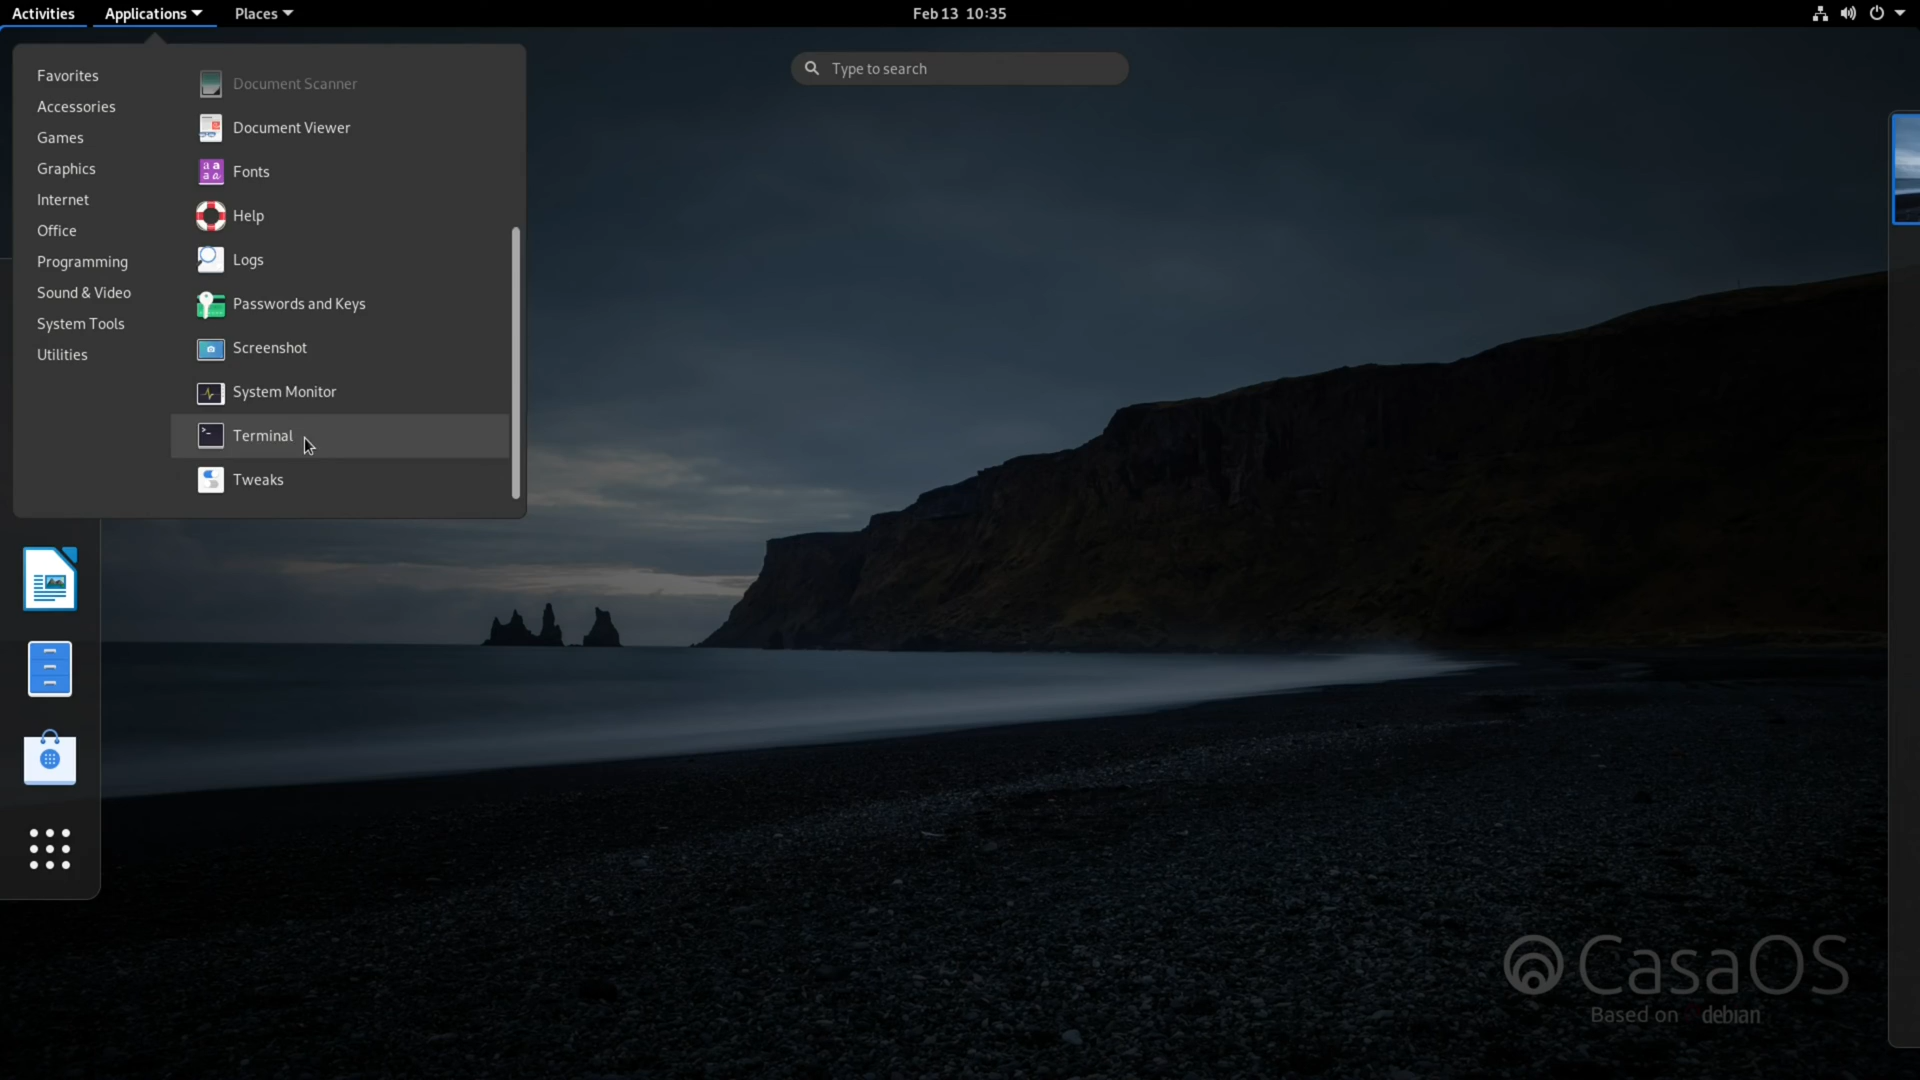 Activities
Applications
Places
Feb 13 10:35
Type to search
Favorites
Accessories
Games
Graphics
Internet
Office
Programming
Sound & Video
System Tools
Utilities
Document Scanner
Document Viewer
Fonts
Help
Logs
Passwords and Keys
Screenshot
System Monitor
Terminal
Tweaks
CasaOS
Based on debian